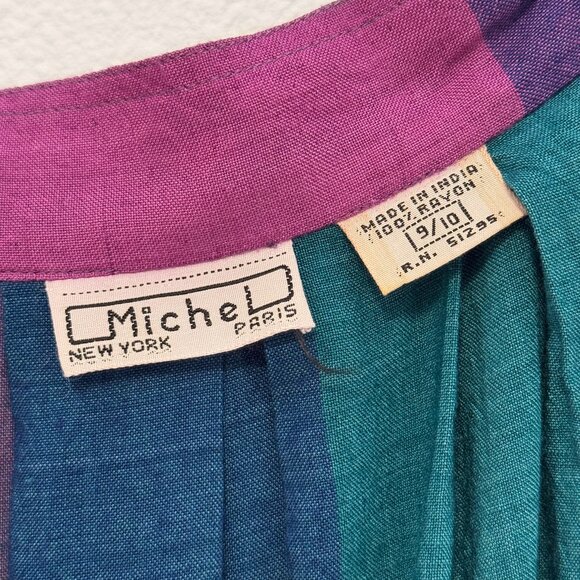 Michel
NEW YORK PARIS
MADE IN INDIA
100% RAYON
9/10
R.N. 51295